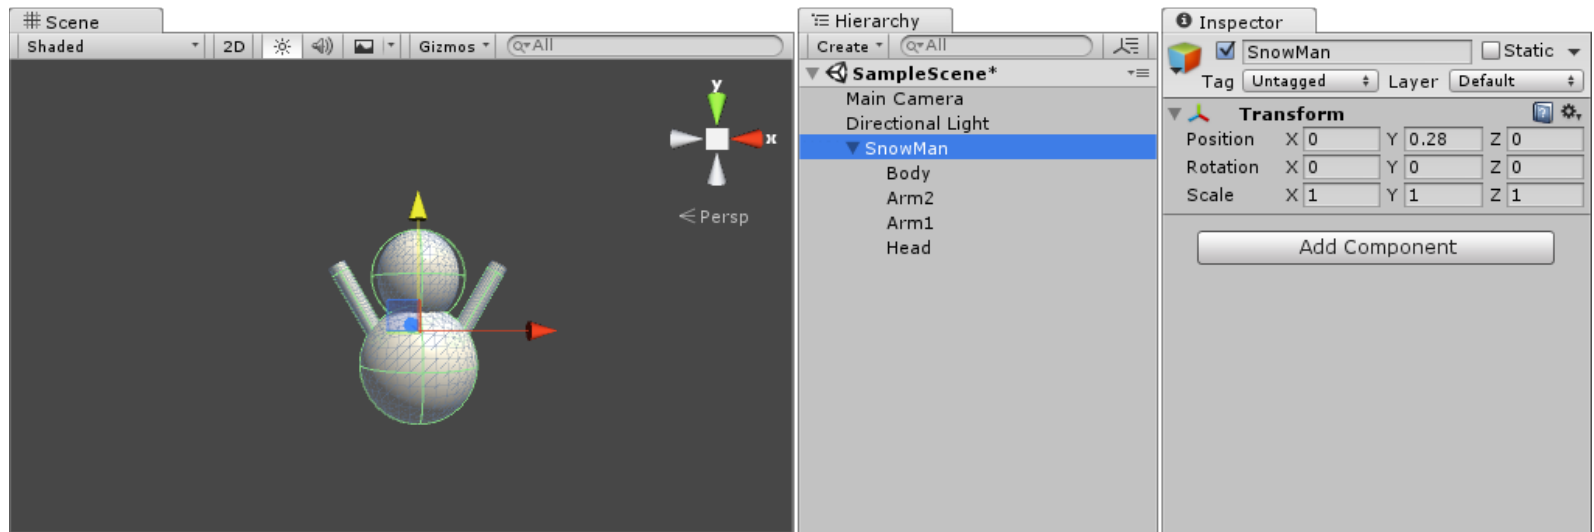 Scene
Shaded
2D
Gizmos
All
y
x
Persp
Hierarchy
Create
All
SampleScene*
Main Camera
Directional Light
SnowMan
Body
Arm2
Arm1
Head
Inspector
SnowMan
Static
Tag Untagged Layer Default
Transform
Position X 0 Y 0.28 Z 0
Rotation X 0 Y 0 Z 0
Scale X 1 Y 1 Z 1
Add Component